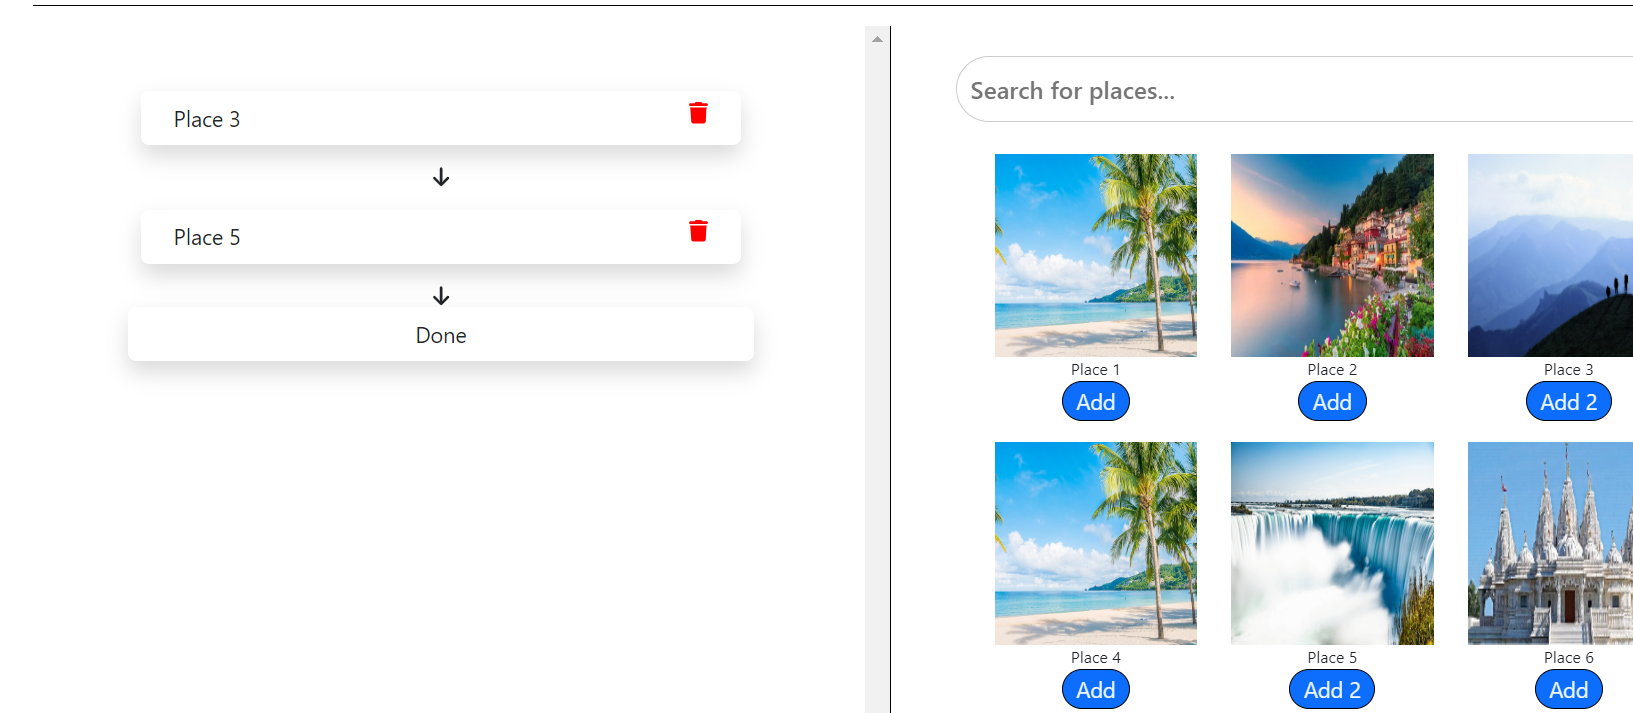 Place 3
Place 5
Done
Search for places...
Place 1
Place 2
Place 3
Add
Add
Add 2
Place 4
Place 5
Place 6
Add
Add 2
Add